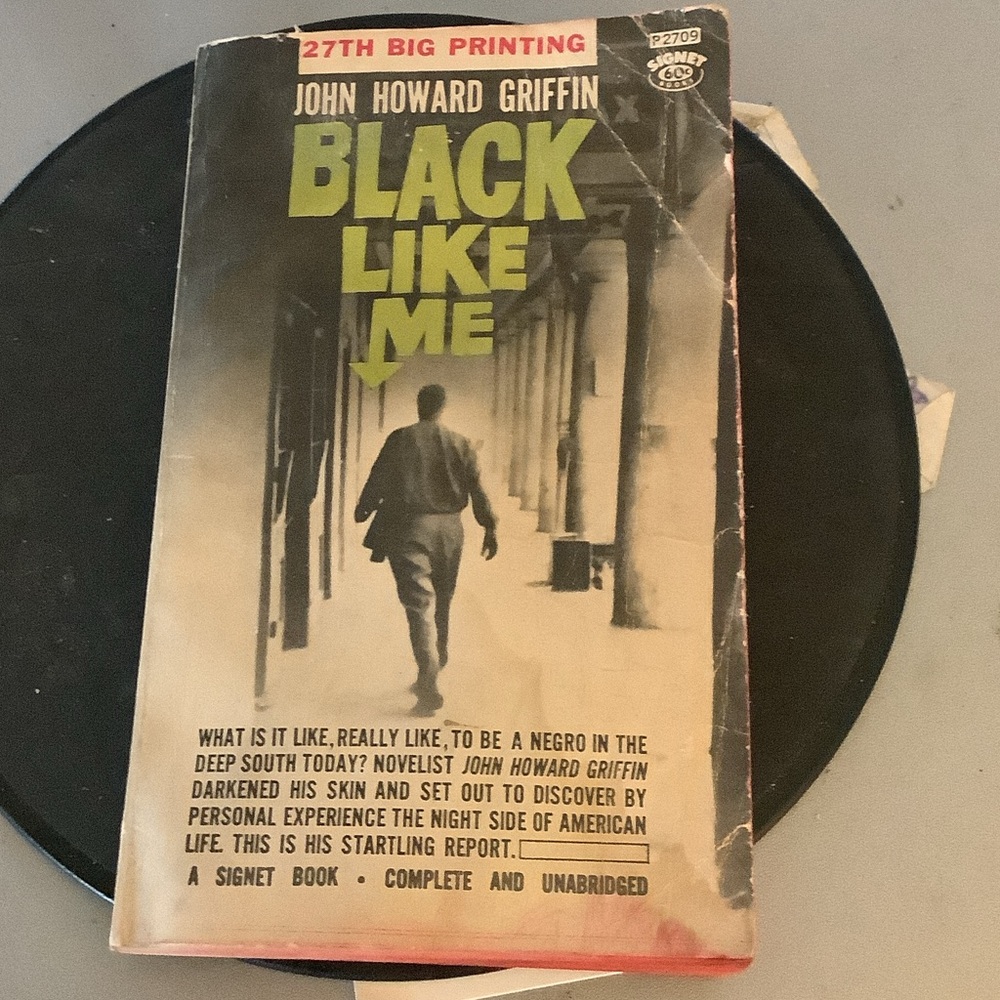 27TH BIG PRINTING
P2709
SIGNET
60¢
BOOKS
JOHN HOWARD GRIFFIN
BLACK
LIKE
ME
WHAT IS IT LIKE, REALLY LIKE, TO BE A NEGRO IN THE
DEEP SOUTH TODAY? NOVELIST JOHN HOWARD GRIFFIN
DARKENED HIS SKIN AND SET OUT TO DISCOVER BY
PERSONAL EXPERIENCE THE NIGHT SIDE OF AMERICAN
LIFE. THIS IS HIS STARTLING REPORT.
A SIGNET BOOK • COMPLETE AND UNABRIDGED